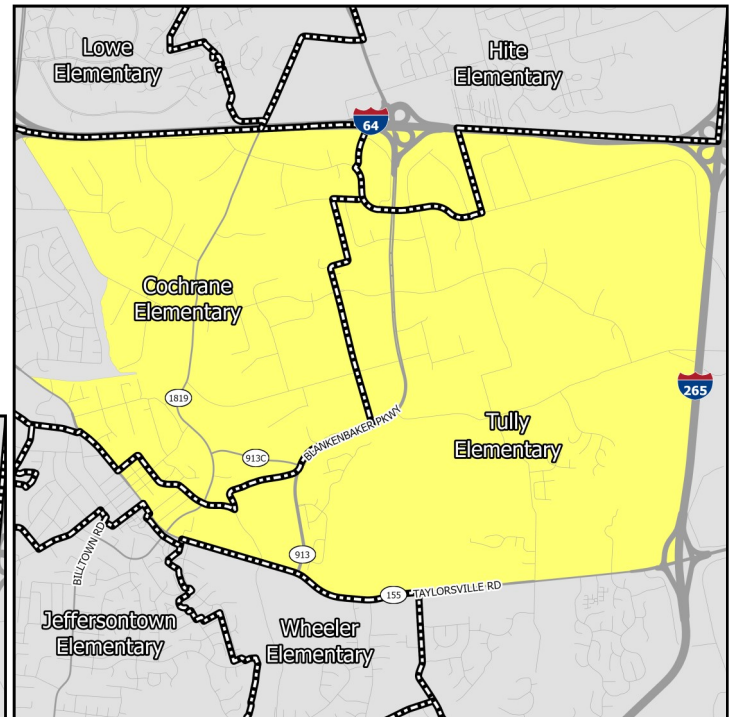 Lowe
Elementary
Hite
Elementary
64
Cochrane
Elementary
265
1819
Tully
Elementary
BLANKENBAKER PKWY
913C
BILLTOWN RD
913
155
TAYLORSVILLE RD
Jeffersontown
Elementary
Wheeler
Elementary